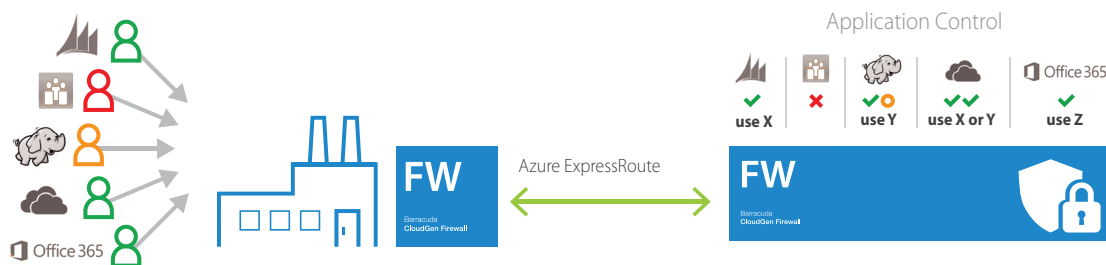 Application Control
Office 365
use X
use Y
use X or Y
use Z
Azure ExpressRoute
FW
Barracuda
CloudGen Firewall
FW
Barracuda
CloudGen Firewall
Office 365